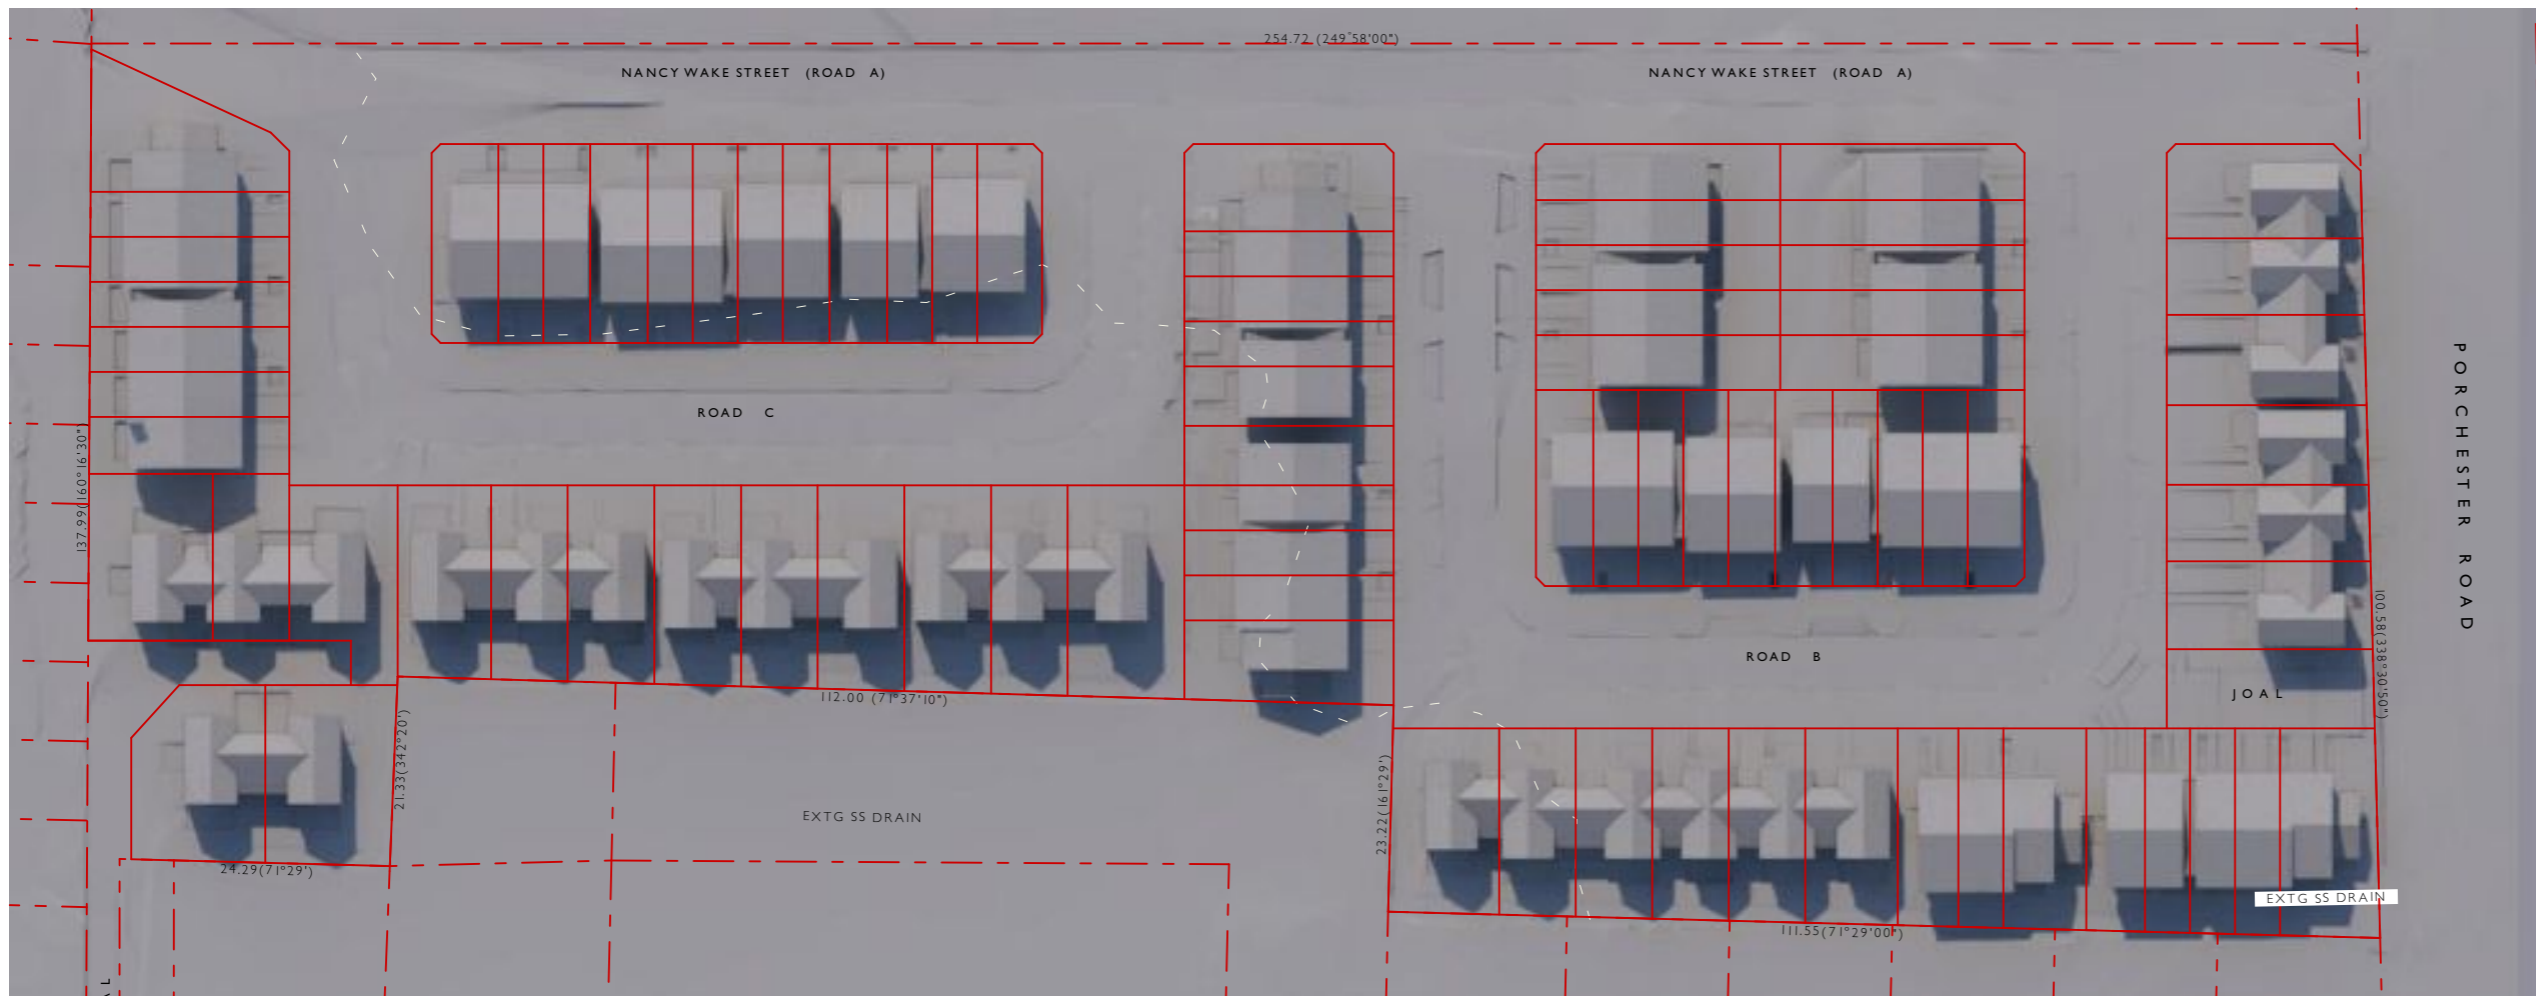 254.72 (249°58'00")
NANCY WAKE STREET (ROAD A)
NANCY WAKE STREET (ROAD A)
PORCHESTER ROAD
ROAD C
137.99(160°16'30")
100.58(338°30'50")
ROAD B
JOAL
112.00 (71°37'10")
21.33(342°20')
23.22(161°29')
EXTG SS DRAIN
24.29(71°29')
EXTG SS DRAIN
111.55(71°29'00")